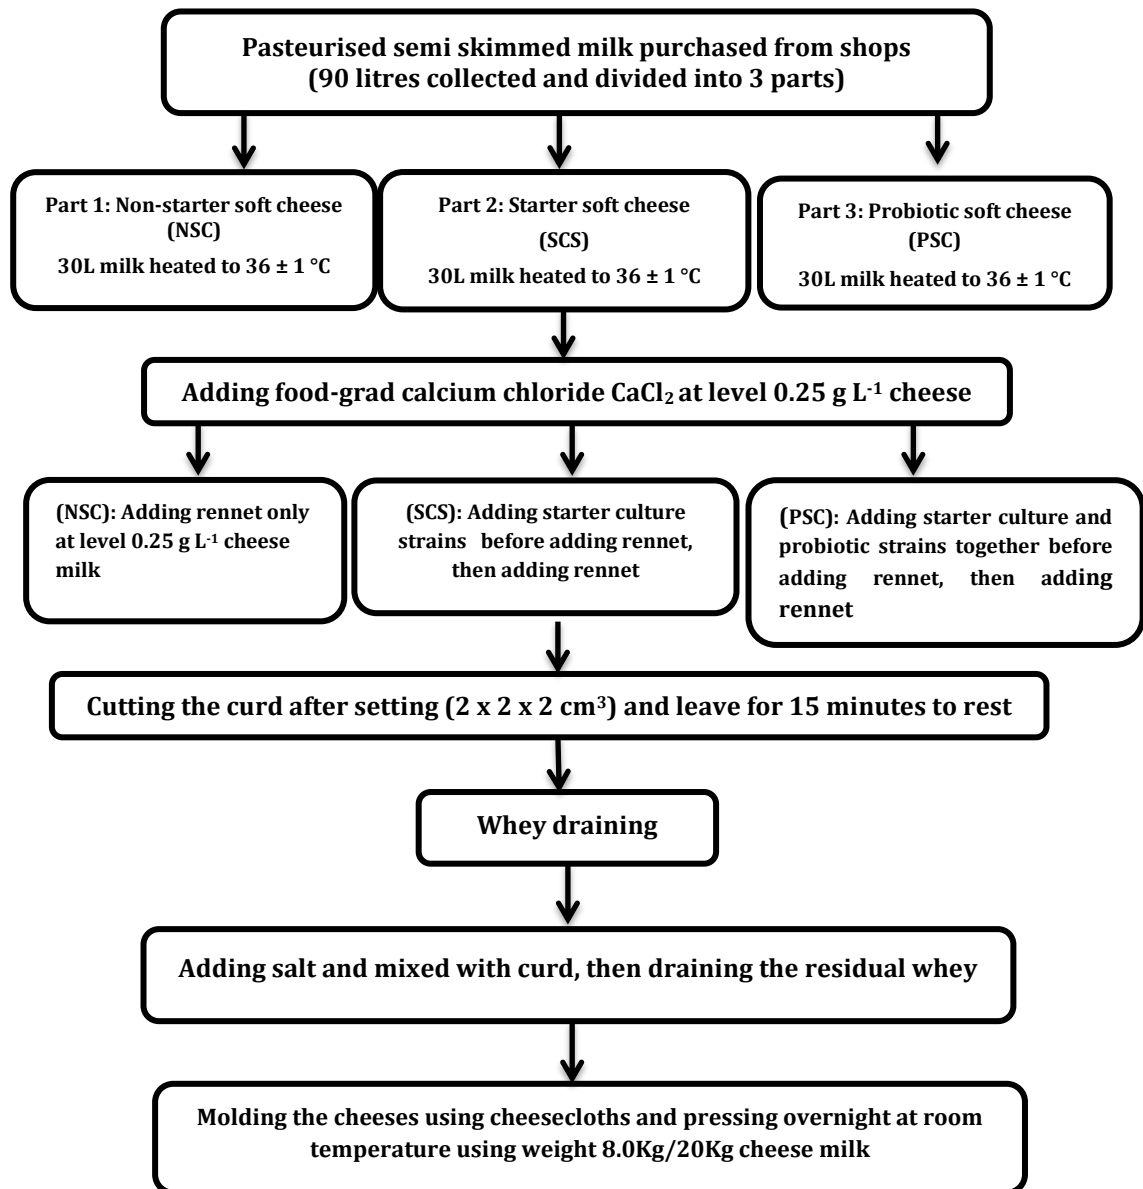 Pasteurised semi skimmed milk purchased from shops
(90 litres collected and divided into 3 parts)
Part 1: Non-starter soft cheese
(NSC)
30L milk heated to 36 ± 1 °C
Part 2: Starter soft cheese
(SCS)
30L milk heated to 36 ± 1 °C
Part 3: Probiotic soft cheese
(PSC)
30L milk heated to 36 ± 1 °C
Adding food-grad calcium chloride CaCl₂ at level 0.25 g L⁻¹ cheese
(NSC): Adding rennet only
at level 0.25 g L⁻¹ cheese
milk
(SCS): Adding starter culture
strains before adding rennet,
then adding rennet
(PSC): Adding starter culture and
probiotic strains together before
adding rennet, then adding
rennet
Cutting the curd after setting (2 x 2 x 2 cm³) and leave for 15 minutes to rest
Whey draining
Adding salt and mixed with curd, then draining the residual whey
Molding the cheeses using cheesecloths and pressing overnight at room
temperature using weight 8.0Kg/20Kg cheese milk